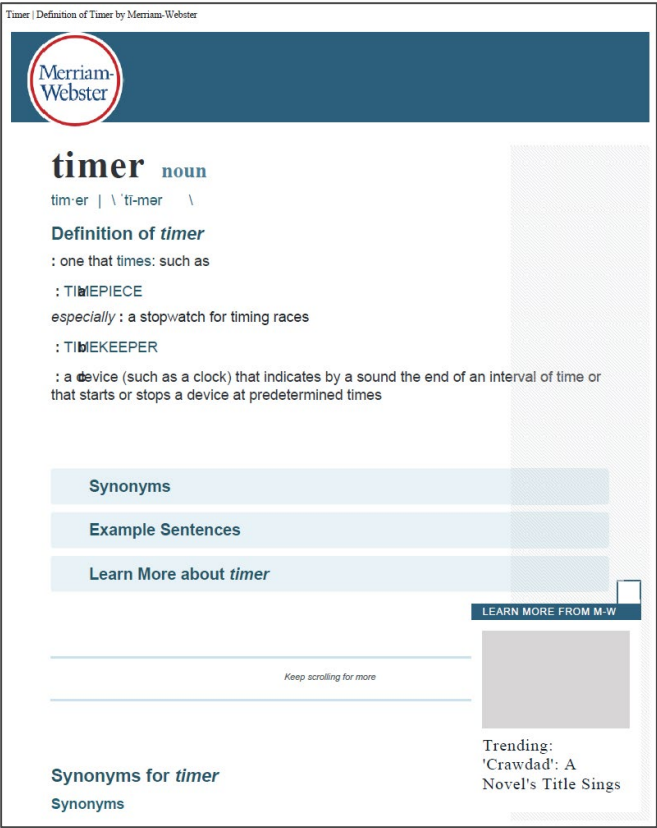 Timer | Definition of Timer by Merriam-Webster
Merriam-
Webster
timer noun
tim·er | \ ˈtī-mər \
Definition of timer
: one that times: such as
a : TIMEPIECE
especially : a stopwatch for timing races
b : TIMEKEEPER
c : a device (such as a clock) that indicates by a sound the end of an interval of time or
that starts or stops a device at predetermined times
Synonyms
Example Sentences
Learn More about timer
LEARN MORE FROM M-W
Keep scrolling for more
Trending:
'Crawdad': A
Novel's Title Sings
Synonyms for timer
Synonyms